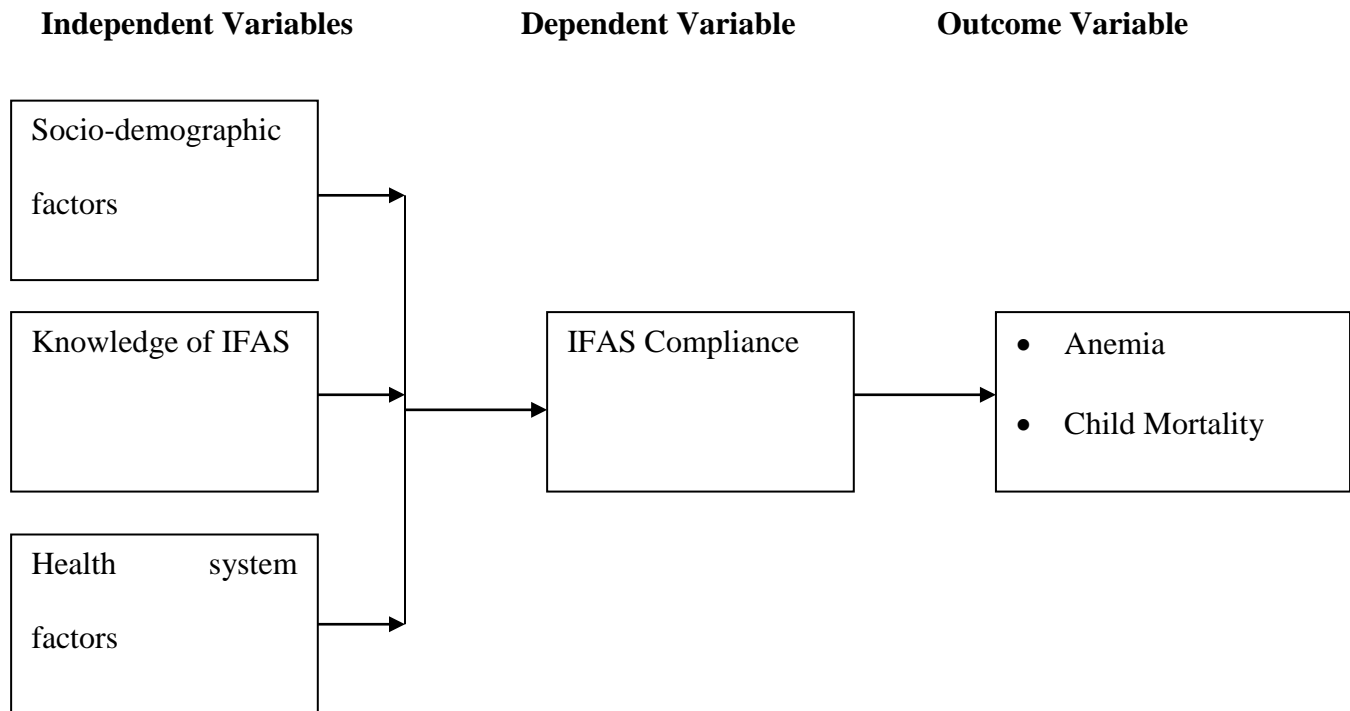 Independent Variables
Dependent Variable
Outcome Variable
Socio-demographic
factors
Knowledge of IFAS
IFAS Compliance
• Anemia
• Child Mortality
Health system
factors